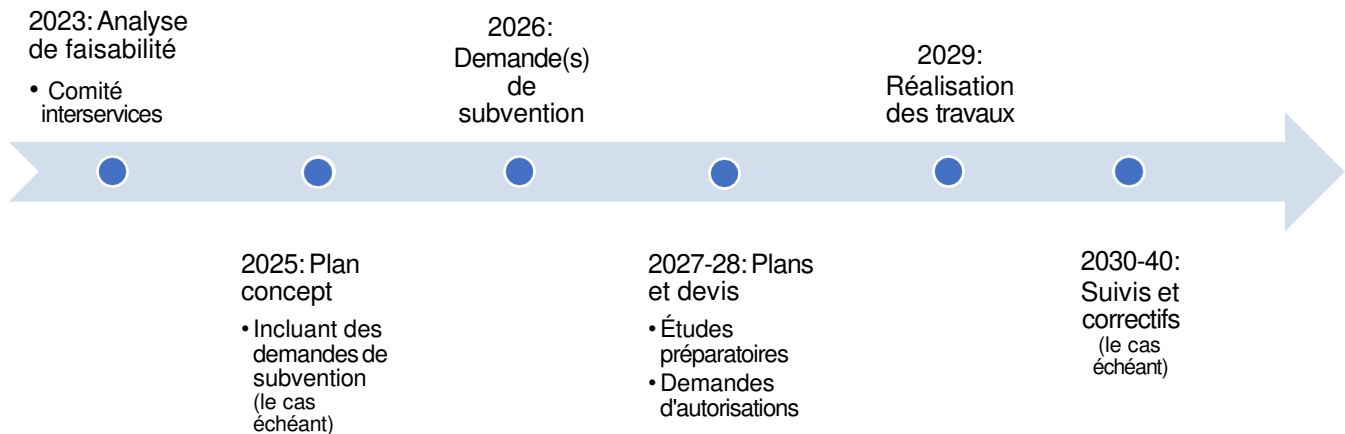 2023: Analyse
de faisabilité
• Comité
interservices
2025: Plan
concept
• Incluant des
demandes de
subvention
(le cas
échéant)
2026:
Demande(s)
de
subvention
2027-28: Plans
et devis
• Études
préparatoires
• Demandes
d'autorisations
2029:
Réalisation
des travaux
2030-40:
Suivis et
correctifs
(le cas
échéant)